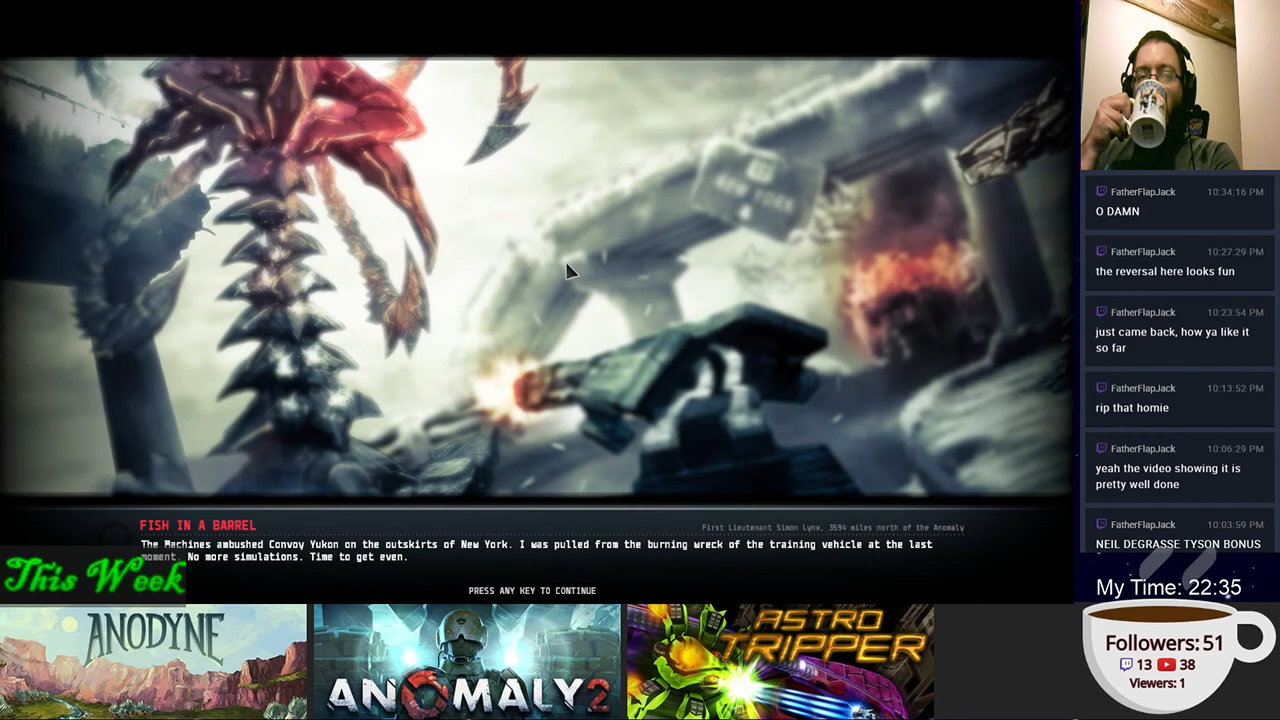 NEW YORK
FISH IN A BARREL
First Lieutenant Simon Lynx, 3594 miles north of the Anomaly
The Machines ambushed Convoy Yukon on the outskirts of New York. I was pulled from the burning wreck of the training vehicle at the last
moment. No more simulations. Time to get even.
PRESS ANY KEY TO CONTINUE
This Week
ANODYNE
ANOMALY 2
ASTRO
TRIPPER
FatherFlapJack 10:34:16 PM
O DAMN
FatherFlapJack 10:27:29 PM
the reversal here looks fun
FatherFlapJack 10:23:54 PM
just came back, how ya like it
so far
FatherFlapJack 10:13:52 PM
rip that homie
FatherFlapJack 10:06:29 PM
yeah the video showing it is
pretty well done
FatherFlapJack 10:03:59 PM
NEIL DEGRASSE TYSON BONUS
My Time: 22:35
Followers: 51
13 38
Viewers: 1